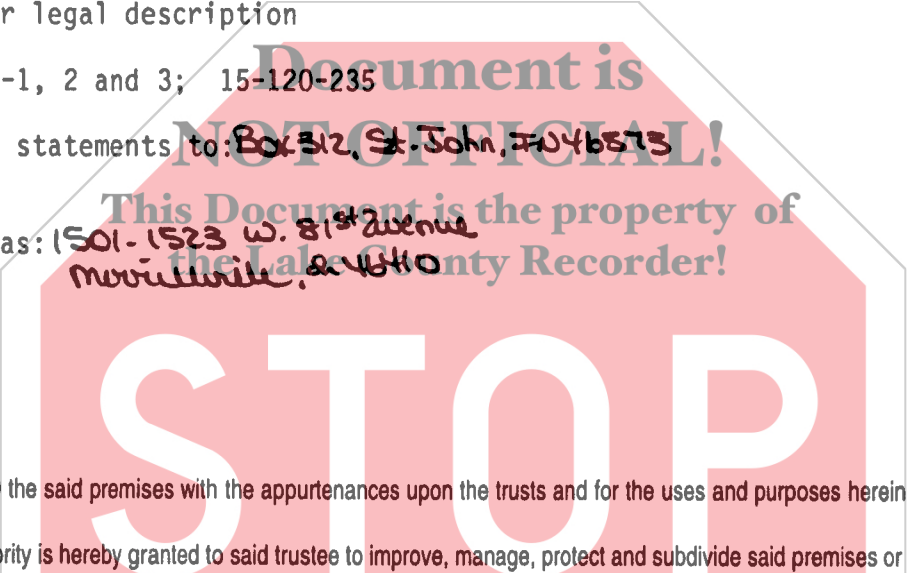 r legal description
Document is
-1, 2 and 3; 15-120-235
statements to: Box 312, St. John, IN 46373
NOT OFFICIAL!
This Document is the property of
as: 1501-1523 W. 81st Avenue
the Lake County Recorder!
Merrillville, 46410
STOP
the said premises with the appurtenances upon the trusts and for the uses and purposes herein
ority is hereby granted to said trustee to improve, manage, protect and subdivide said premises or